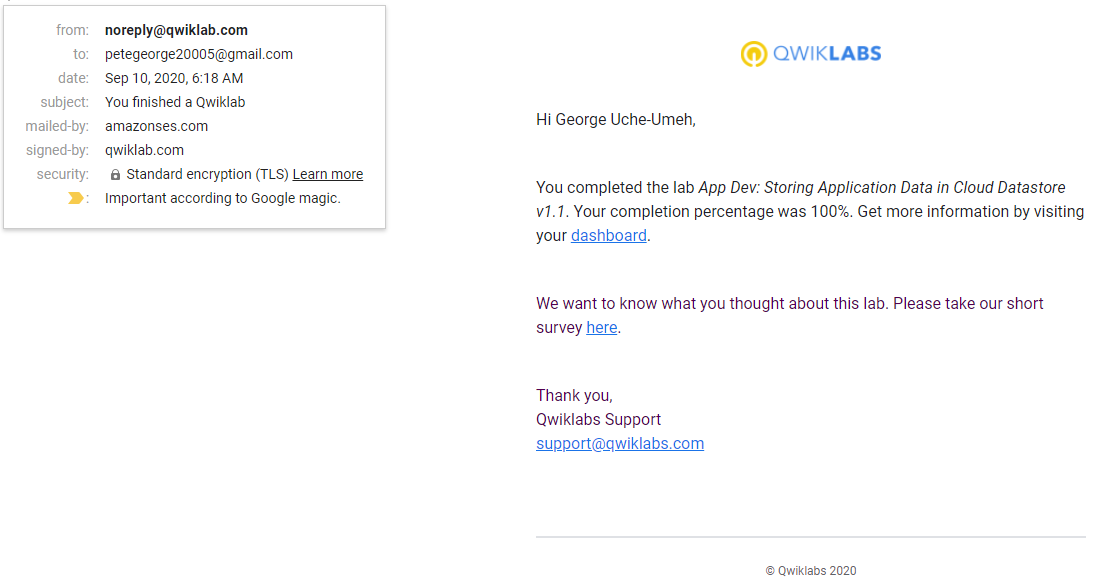 from: noreply@qwiklab.com
to: petegeorge20005@gmail.com
date: Sep 10, 2020, 6:18 AM
subject: You finished a Qwiklab
mailed-by: amazonses.com
signed-by: qwiklab.com
security: Standard encryption (TLS) Learn more
: Important according to Google magic.
QWIKLABS
Hi George Uche-Umeh,
You completed the lab App Dev: Storing Application Data in Cloud Datastore
v1.1. Your completion percentage was 100%. Get more information by visiting
your dashboard.
We want to know what you thought about this lab. Please take our short
survey here.
Thank you,
Qwiklabs Support
support@qwiklabs.com
© Qwiklabs 2020